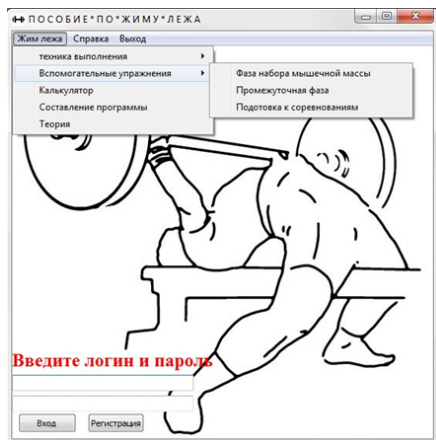 ПОСОБИЕ*ПО*ЖИМУ*ЛЕЖА
Жим лежа Справка Выход
техника выполнения
Вспомогательные упражнения
Калькулятор
Составление программы
Теория
Фаза набора мышечной массы
Промежуточная фаза
Подотовка к соревнованиям
Введите логин и пароль
Вход Регистрация